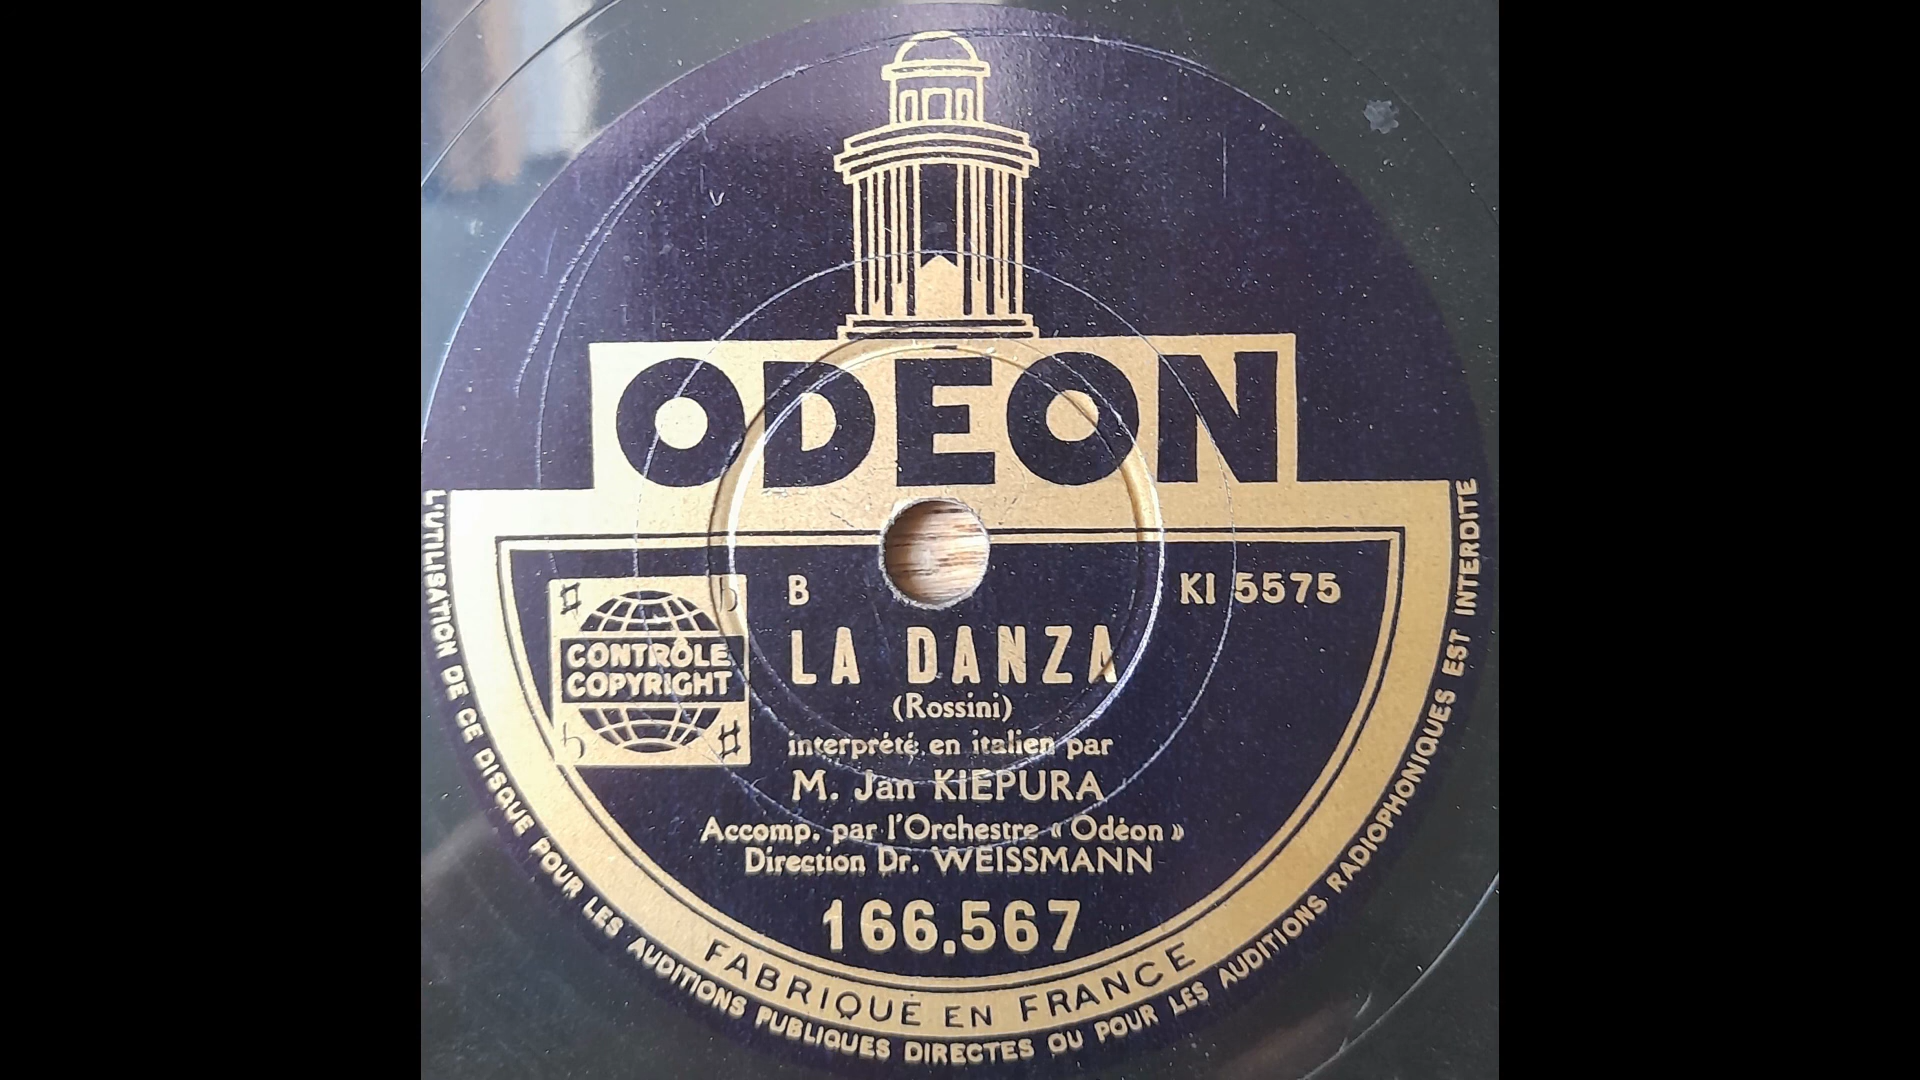 ODEON
B
KI 5575
CONTRÔLE
COPYRIGHT
LA DANZA
(Rossini)
interprété en italien par
M. Jan KIEPURA
Accomp. par l'Orchestre « Odéon »
Direction Dr. WEISSMANN
166.567
FABRIQUÉ EN FRANCE
L'UTILISATION DE CE DISQUE POUR LES AUDITIONS PUBLIQUES DIRECTES OU POUR LES AUDITIONS RADIOPHONIQUES EST INTERDITE